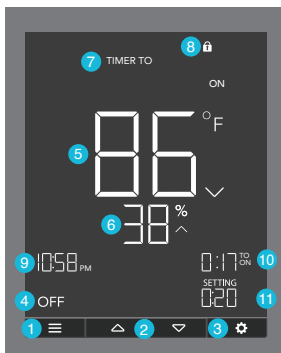 8
7 TIMER TO
ON
5 86 °F
6 38 %
9 10:58 PM
0:17 TO ON 10
4 OFF
SETTING
0:20 11
1 2 3